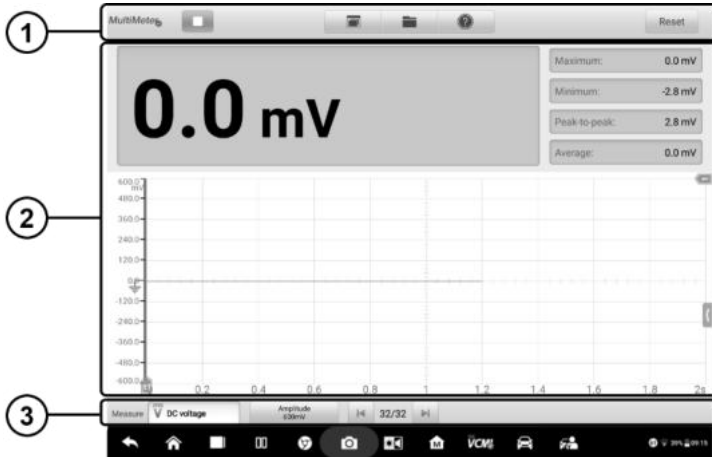 1
MultiMeter
Reset
2
0.0 mV
Maximum: 0.0 mV
Minimum: -2.8 mV
Peak-to-peak: 2.8 mV
Average: 0.0 mV
600.0
mV
480.0
360.0
240.0
120.0
0.0
-120.0
-240.0
-360.0
-480.0
-600.0
0.2 0.4 0.6 0.8 1 1.2 1.4 1.6 1.8 2s
3
Measure DC voltage
Amplitude
32/32
M
VCMI
39% 09:15